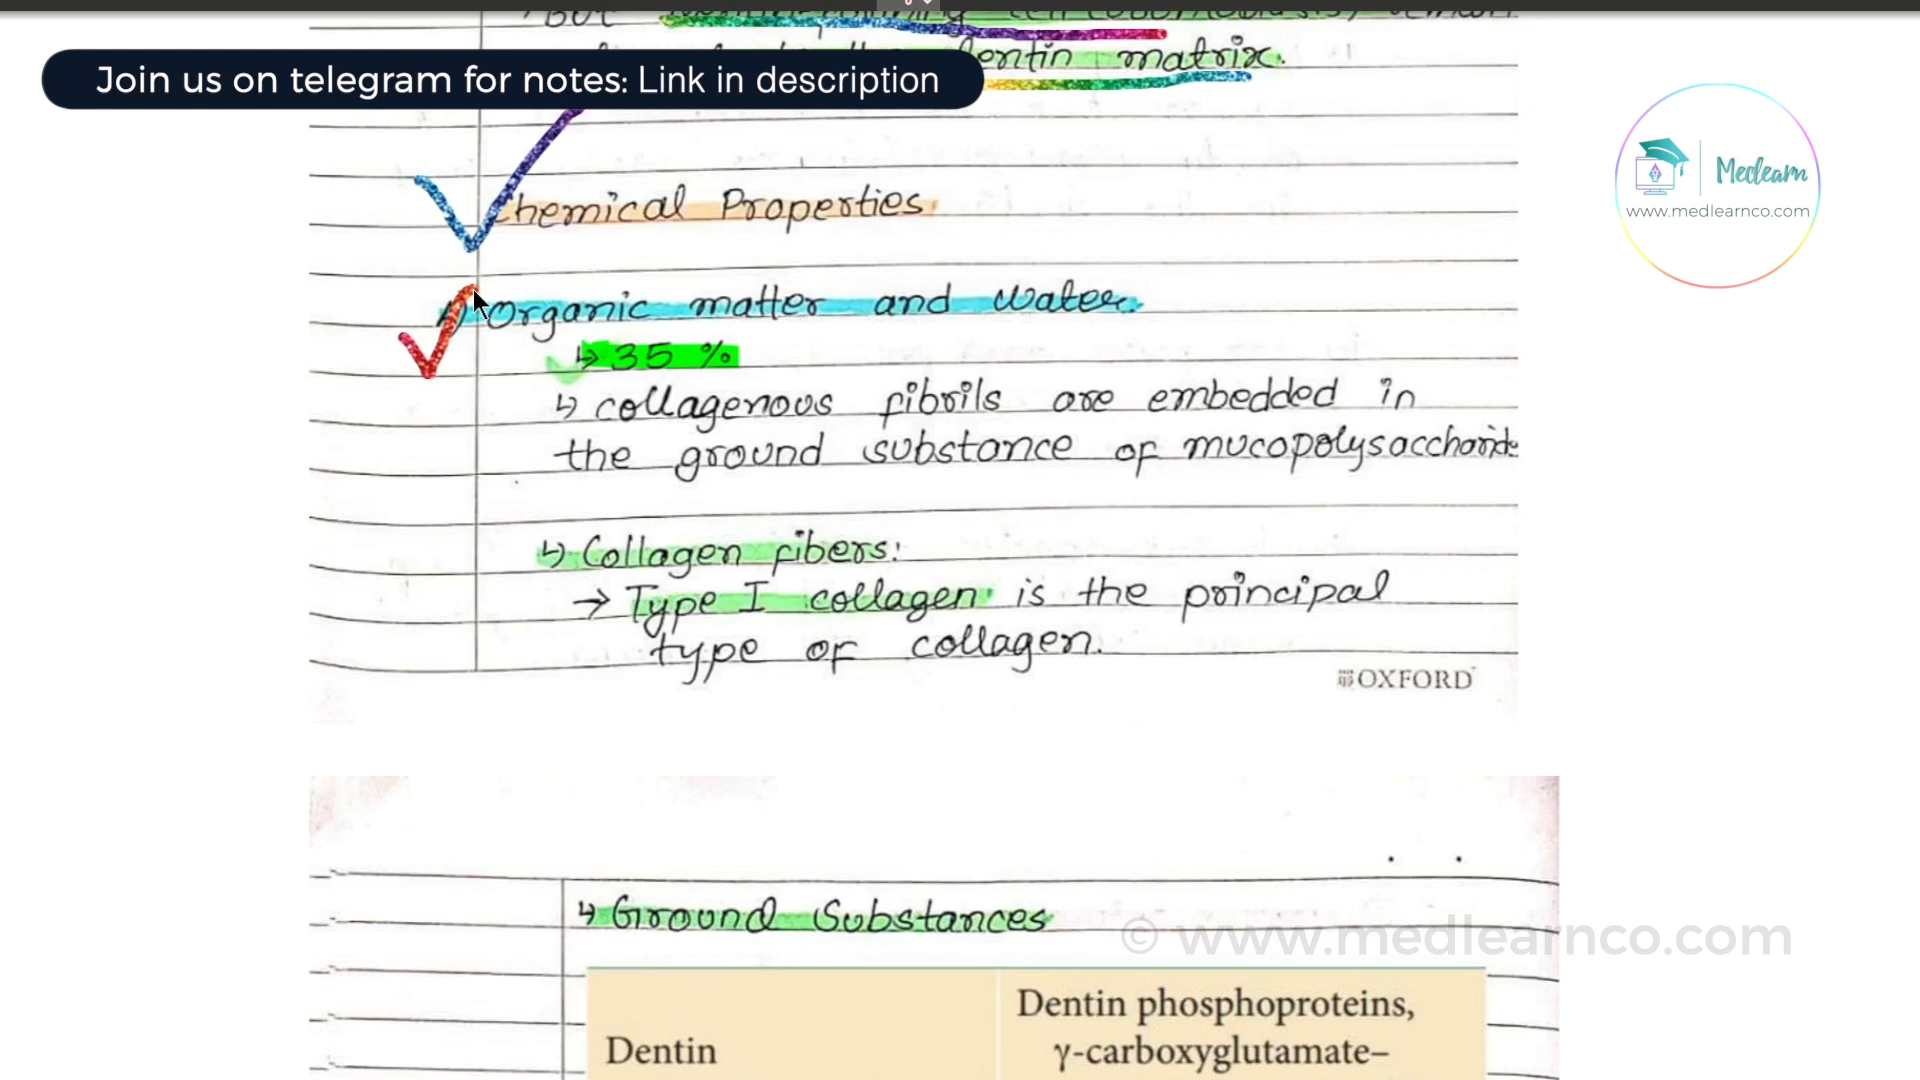 Join us on telegram for notes: Link in description
entin matrix.
Chemical Properties
1) Organic matter and water
↳ 35 %
↳ collagenous fibrils are embedded in
the ground substance of mucopolysaccharide
↳ Collagen fibers:
→ Type I collagen is the principal
type of collagen.
OXFORD
Medlearn
www.medlearnco.com
↳ Ground Substances
© www.medlearnco.com
Dentin phosphoproteins,
Dentin
γ-carboxyglutamate–